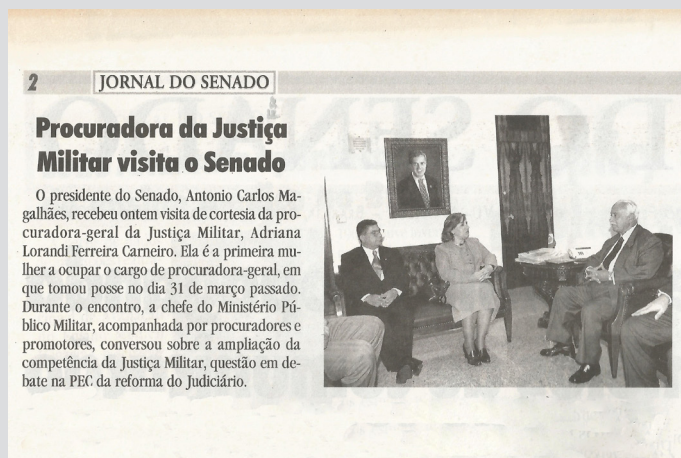 2
JORNAL DO SENADO
Procuradora da Justiça
Militar visita o Senado
O presidente do Senado, Antonio Carlos Ma-
galhães, recebeu ontem visita de cortesia da pro-
curadora-geral da Justiça Militar, Adriana
Lorandi Ferreira Carneiro. Ela é a primeira mu-
lher a ocupar o cargo de procuradora-geral, em
que tomou posse no dia 31 de março passado.
Durante o encontro, a chefe do Ministério Pú-
blico Militar, acompanhada por procuradores e
promotores, conversou sobre a ampliação da
competência da Justiça Militar, questão em de-
bate na PEC da reforma do Judiciário.